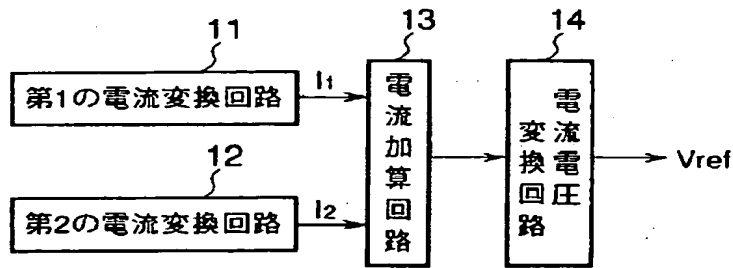 11
第1の電流変換回路
I1
12
第2の電流変換回路
I2
13
電流加算回路
14
電流電圧
変換回路
Vref